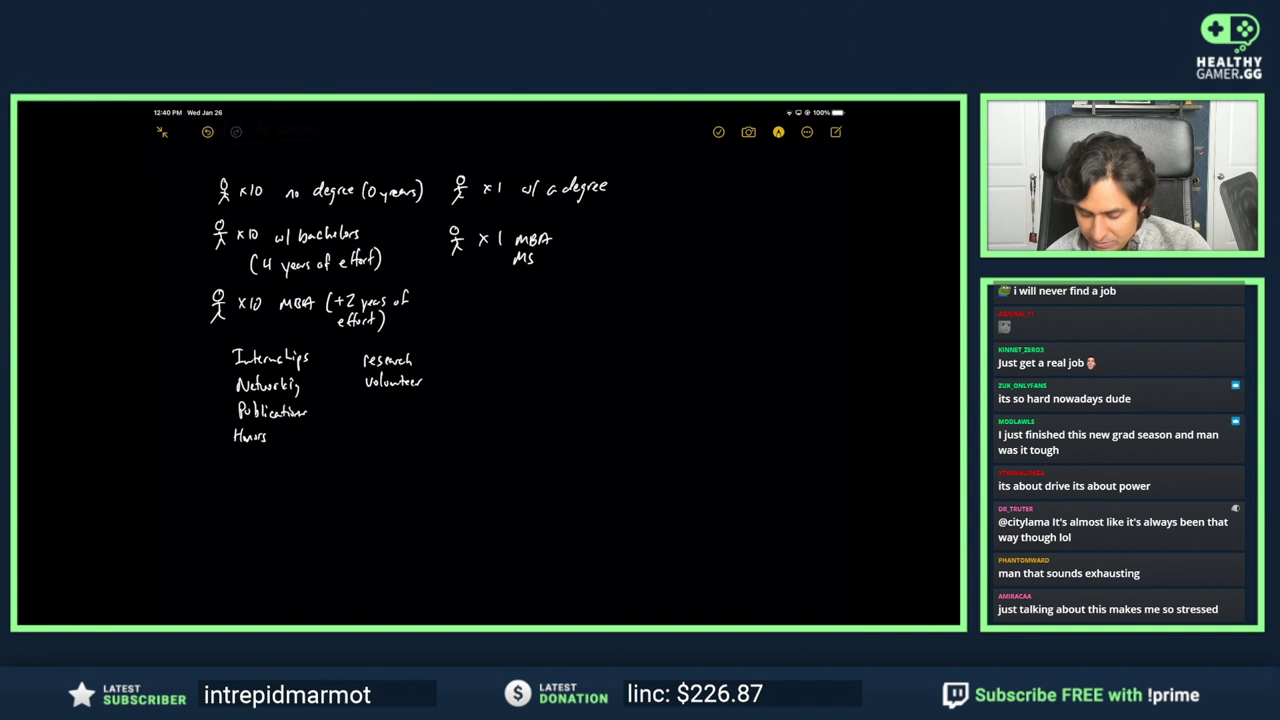 HEALTHY
GAMER.GG
12:40 PM Wed Jan 26
100%
x10 no degree (0 years)
x1 w/ a degree
x10 w/ bachelors
(4 years of effort)
x1 MBA
MS
x10 MBA (+2 years of
effort)
Internships
research
Networking
volunteer
Publications
Honors
i will never find a job
KINNET_ZERO3
Just get a real job
ZUK_ONLYFANS
its so hard nowadays dude
MODLAWLS
I just finished this new grad season and man
was it tough
its about drive its about power
DR_TRUTER
@citylama It's almost like it's always been that
way though lol
PHANTOMWARD
man that sounds exhausting
AMIRACAA
just talking about this makes me so stressed
LATEST
SUBSCRIBER
intrepidmarmot
LATEST
DONATION
linc: $226.87
Subscribe FREE with !prime